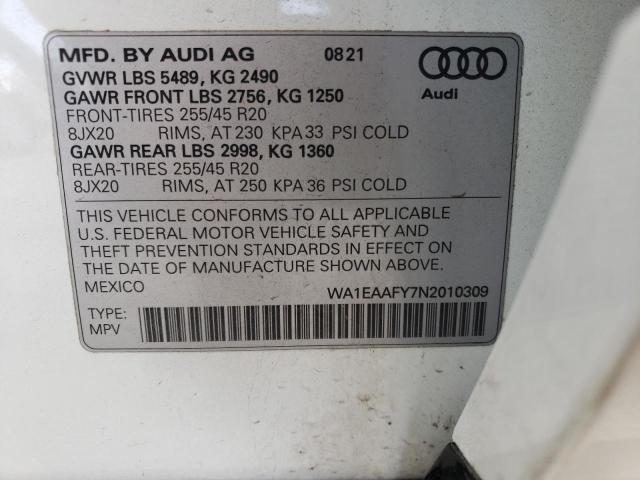 MFD. BY AUDI AG 0821
GVWR LBS 5489, KG 2490
GAWR FRONT LBS 2756, KG 1250
FRONT-TIRES 255/45 R20
8JX20 RIMS, AT 230 KPA 33 PSI COLD
GAWR REAR LBS 2998, KG 1360
REAR-TIRES 255/45 R20
8JX20 RIMS, AT 250 KPA 36 PSI COLD
Audi
THIS VEHICLE CONFORMS TO ALL APPLICABLE
U.S. FEDERAL MOTOR VEHICLE SAFETY AND
THEFT PREVENTION STANDARDS IN EFFECT ON
THE DATE OF MANUFACTURE SHOWN ABOVE.
MEXICO WA1EAAFY7N2010309
TYPE:
MPV